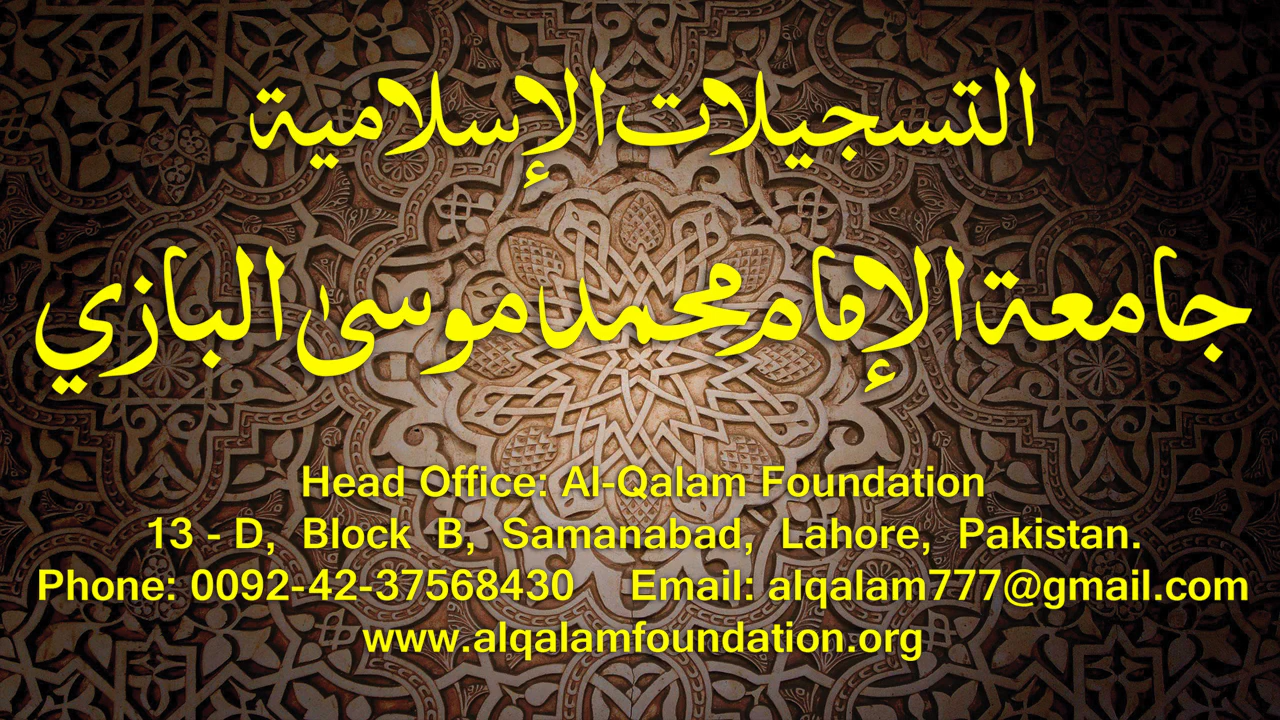 التسجيلات الإسلامية
جامعة الإمام محمد موسى البازي
Head Office: Al-Qalam Foundation
13 - D, Block B, Samanabad, Lahore, Pakistan.
Phone: 0092-42-37568430 Email: alqalam777@gmail.com
www.alqalamfoundation.org